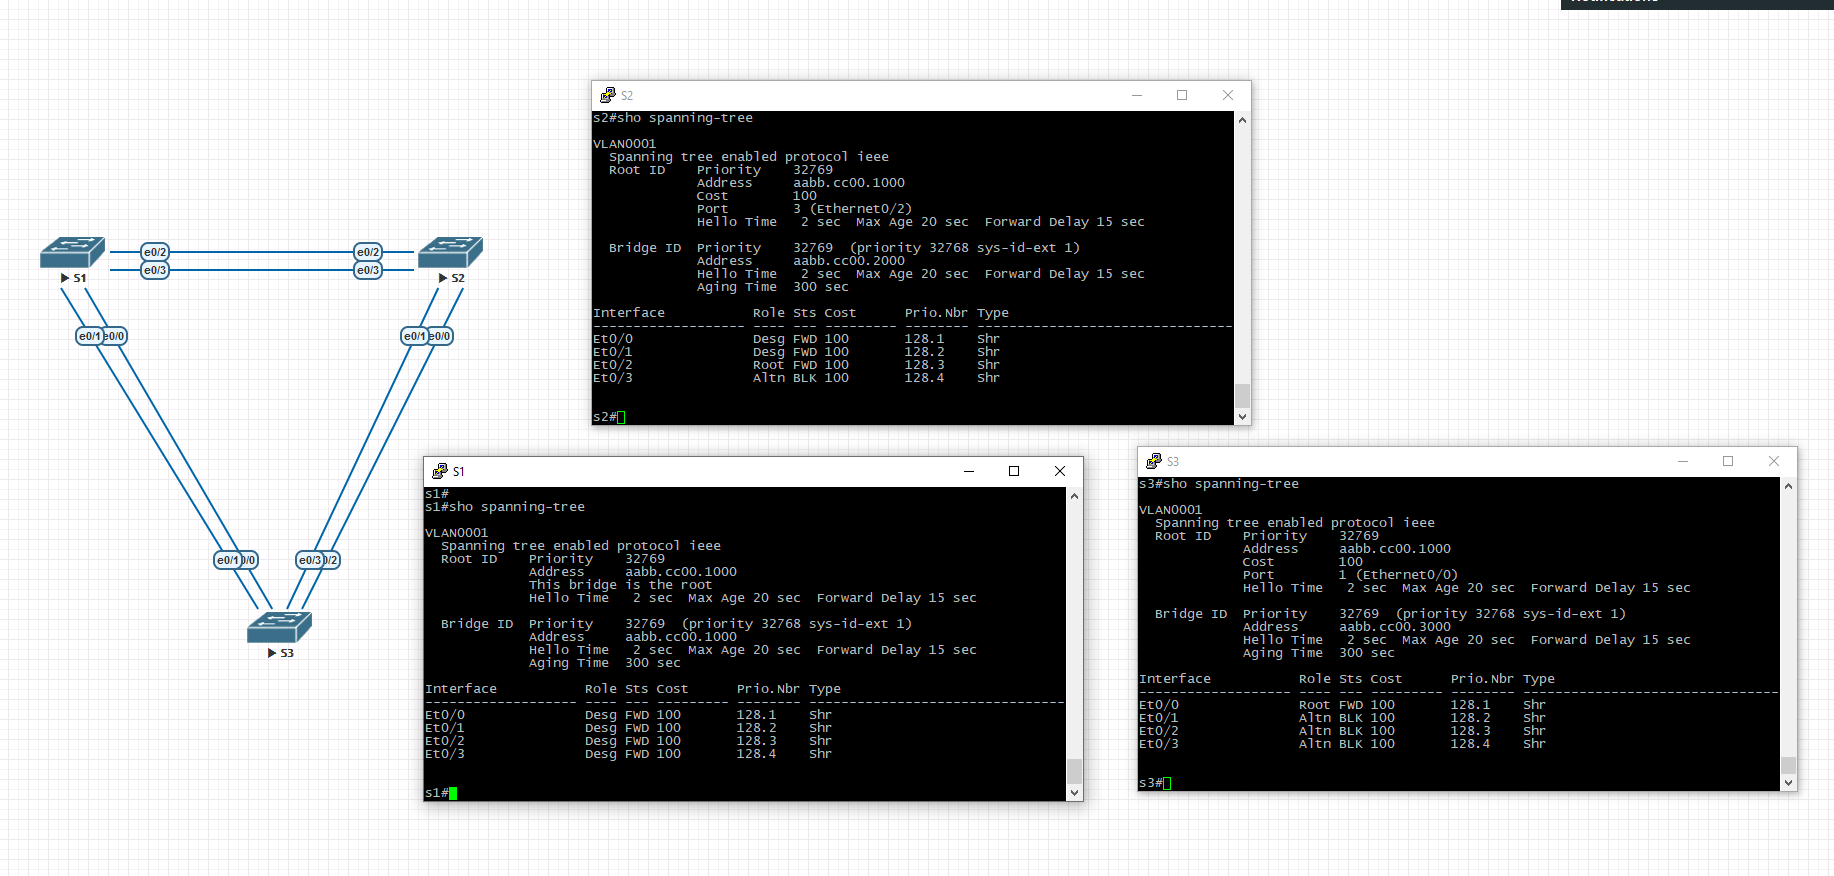 e0/2 e0/2
e0/3 e0/3
S1 S2
e0/1 e0/0 e0/1 e0/0
e0/1 0/0 e0/3 0/2
S3
S2
s2#sho spanning-tree
VLAN0001
Spanning tree enabled protocol ieee
Root ID Priority 32769
Address aabb.cc00.1000
Cost 100
Port 3 (Ethernet0/2)
Hello Time 2 sec Max Age 20 sec Forward Delay 15 sec
Bridge ID Priority 32769 (priority 32768 sys-id-ext 1)
Address aabb.cc00.2000
Hello Time 2 sec Max Age 20 sec Forward Delay 15 sec
Aging Time 300 sec
Interface Role Sts Cost Prio.Nbr Type
------------------- ---- --- --------- -------- --------------------------------
Et0/0 Desg FWD 100 128.1 Shr
Et0/1 Desg FWD 100 128.2 Shr
Et0/2 Root FWD 100 128.3 Shr
Et0/3 Altn BLK 100 128.4 Shr
s2#
S1
s1#
s1#sho spanning-tree
VLAN0001
Spanning tree enabled protocol ieee
Root ID Priority 32769
Address aabb.cc00.1000
This bridge is the root
Hello Time 2 sec Max Age 20 sec Forward Delay 15 sec
Bridge ID Priority 32769 (priority 32768 sys-id-ext 1)
Address aabb.cc00.1000
Hello Time 2 sec Max Age 20 sec Forward Delay 15 sec
Aging Time 300 sec
Interface Role Sts Cost Prio.Nbr Type
------------------- ---- --- --------- -------- --------------------------------
Et0/0 Desg FWD 100 128.1 Shr
Et0/1 Desg FWD 100 128.2 Shr
Et0/2 Desg FWD 100 128.3 Shr
Et0/3 Desg FWD 100 128.4 Shr
s1#
S3
s3#sho spanning-tree
VLAN0001
Spanning tree enabled protocol ieee
Root ID Priority 32769
Address aabb.cc00.1000
Cost 100
Port 1 (Ethernet0/0)
Hello Time 2 sec Max Age 20 sec Forward Delay 15 sec
Bridge ID Priority 32769 (priority 32768 sys-id-ext 1)
Address aabb.cc00.3000
Hello Time 2 sec Max Age 20 sec Forward Delay 15 sec
Aging Time 300 sec
Interface Role Sts Cost Prio.Nbr Type
------------------- ---- --- --------- -------- --------------------------------
Et0/0 Root FWD 100 128.1 Shr
Et0/1 Altn BLK 100 128.2 Shr
Et0/2 Altn BLK 100 128.3 Shr
Et0/3 Altn BLK 100 128.4 Shr
s3#